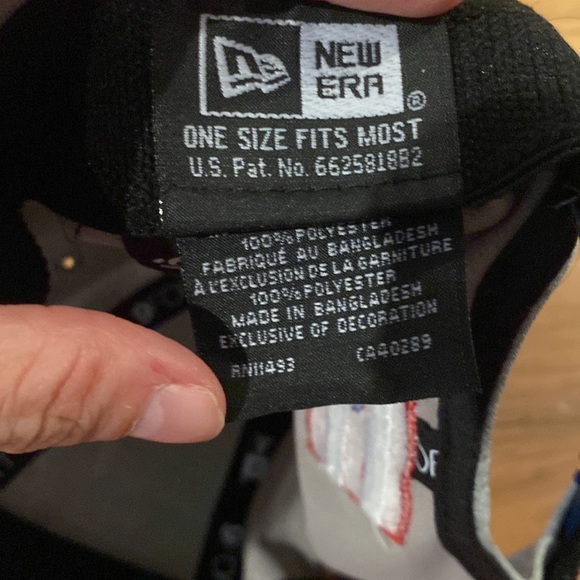 NE
NEW
ERA
®
ONE SIZE FITS MOST
U.S. Pat. No. 6625818B2
100% POLYESTER
FABRIQUÉ AU BANGLADESH
A L'EXCLUSION DE LA GARNITURE
100% POLYESTER
MADE IN BANGLADESH
EXCLUSIVE OF DECORATION
RN11493 CA40289